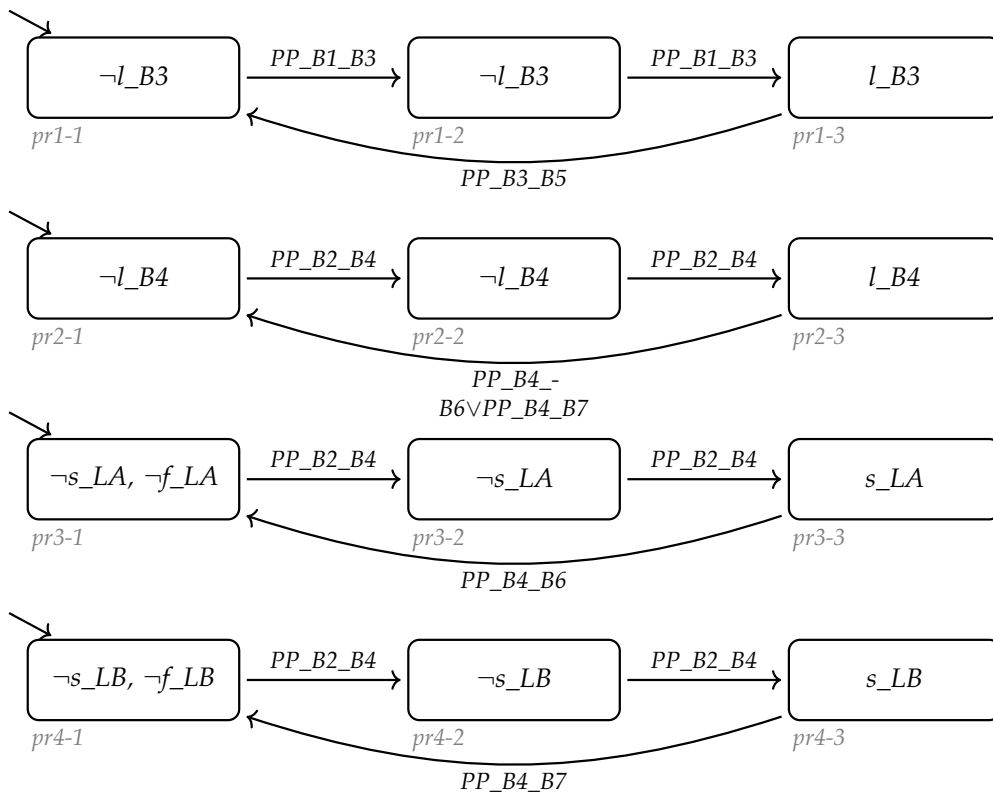 PP_B1_B3 PP_B1_B3
¬l_B3 ¬l_B3 l_B3
pr1-1 pr1-2 pr1-3
PP_B3_B5
PP_B2_B4 PP_B2_B4
¬l_B4 ¬l_B4 l_B4
pr2-1 pr2-2 pr2-3
PP_B4_-
B6∨PP_B4_B7
PP_B2_B4 PP_B2_B4
¬s_LA, ¬f_LA ¬s_LA s_LA
pr3-1 pr3-2 pr3-3
PP_B4_B6
PP_B2_B4 PP_B2_B4
¬s_LB, ¬f_LB ¬s_LB s_LB
pr4-1 pr4-2 pr4-3
PP_B4_B7